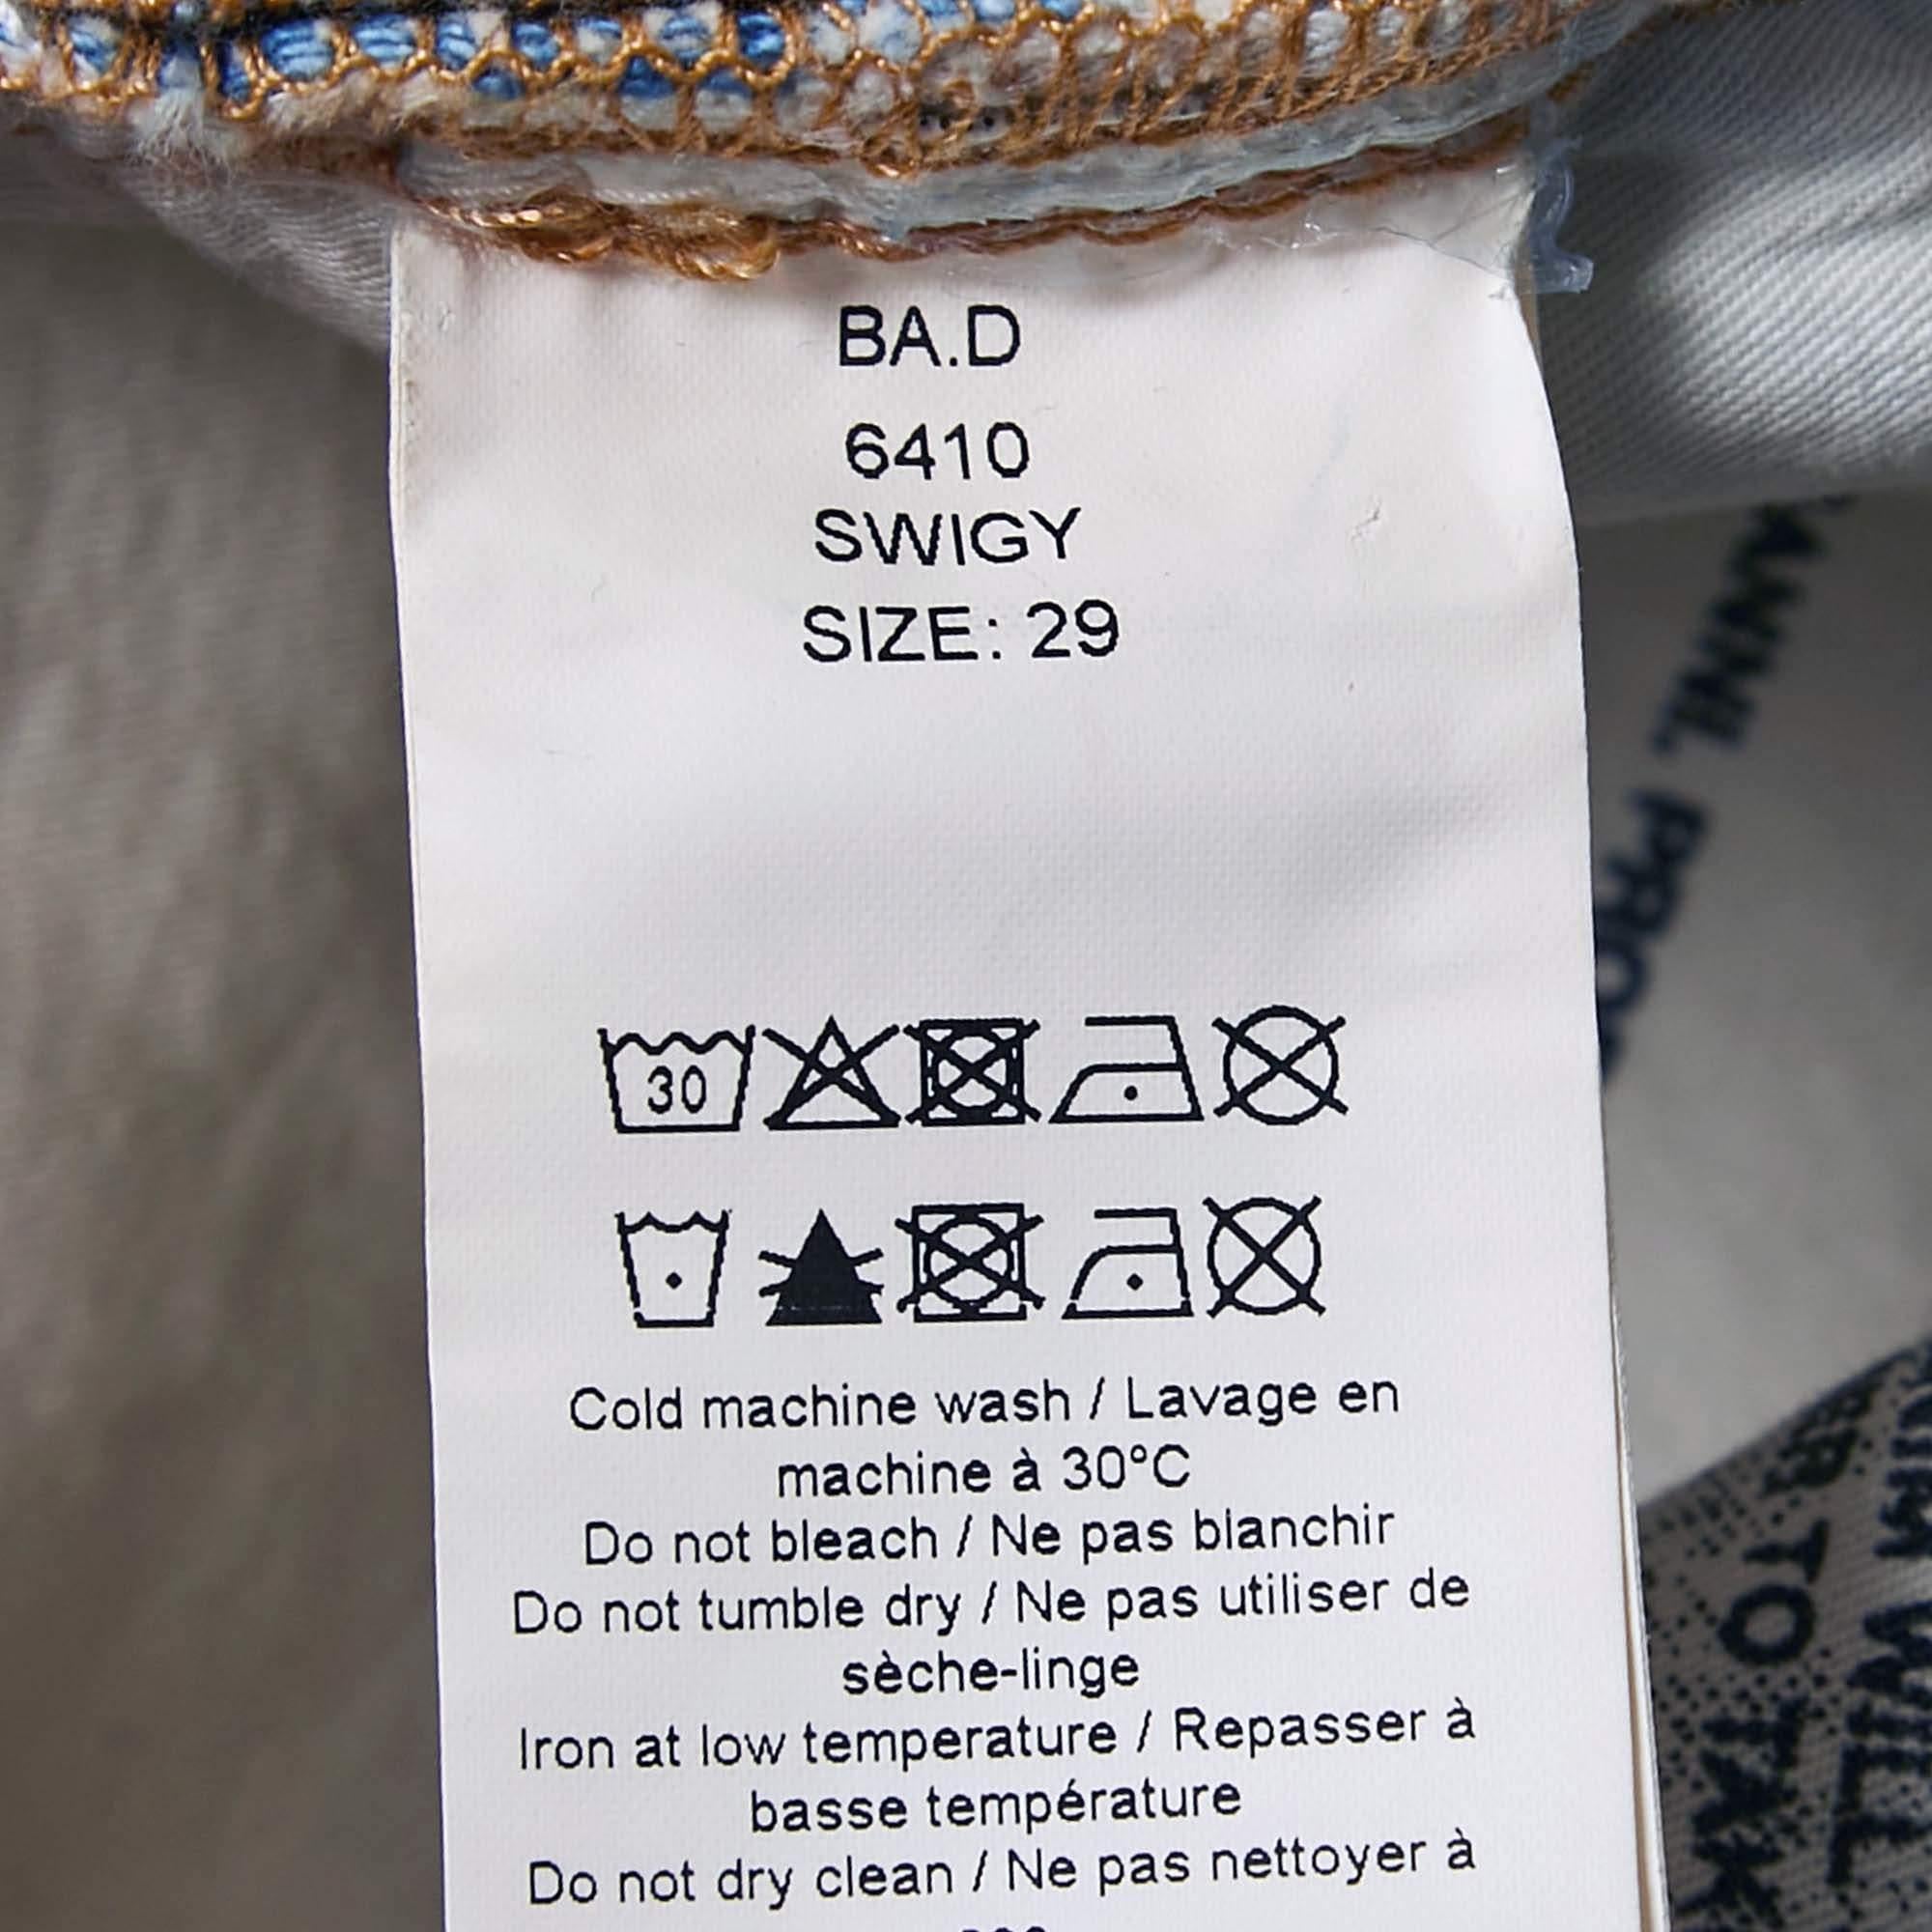 BA.D
6410
SWIGY
SIZE: 29
30
Cold machine wash / Lavage en
machine à 30°C
Do not bleach / Ne pas blanchir
Do not tumble dry / Ne pas utiliser de
sèche-linge
Iron at low temperature / Repasser à
basse température
Do not dry clean / Ne pas nettoyer à
WILL
TO